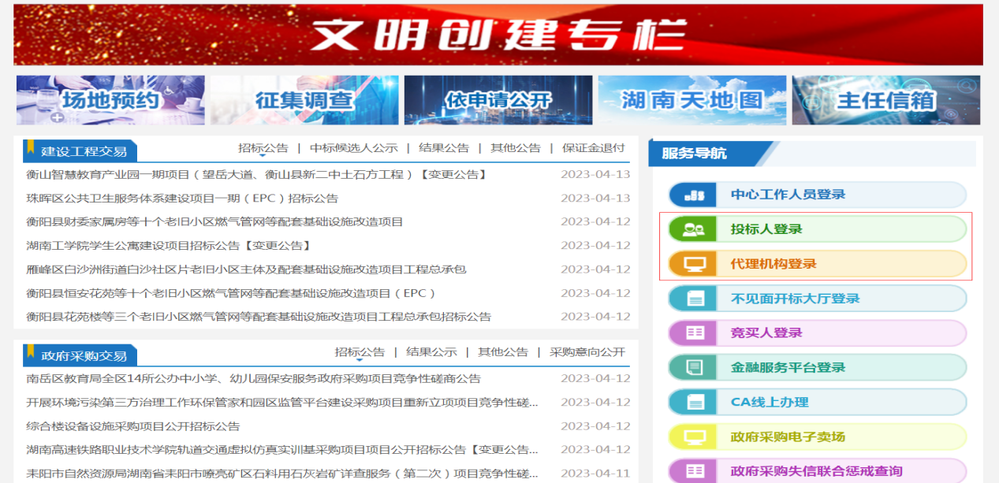 文明创建专栏
场地预约
征集调查
依申请公开
湖南天地图
主任信箱
建设工程交易
招标公告 | 中标候选人公示 | 结果公告 | 其他公告 | 保证金退付
衡山智慧教育产业园一期项目（望岳大道、衡山县新二中土石方工程）【变更公告】 2023-04-13
珠晖区公共卫生服务体系建设项目一期（EPC）招标公告 2023-04-13
衡阳县财委家属房等十个老旧小区燃气管网等配套基础设施改造项目 2023-04-12
湖南工学院学生公寓建设项目招标公告【变更公告】 2023-04-12
雁峰区白沙洲街道白沙社区片老旧小区主体及配套基础设施改造项目工程总承包 2023-04-12
衡阳县恒安花苑等十个老旧小区燃气管网等配套基础设施改造项目（EPC） 2023-04-12
衡阳县花苑楼等三个老旧小区燃气管网等配套基础设施改造项目工程总承包招标公告 2023-04-12
政府采购交易
招标公告 | 结果公示 | 其他公告 | 采购意向公开
南岳区教育局全区14所公办中小学、幼儿园保安服务政府采购项目竞争性磋商公告 2023-04-12
开展环境污染第三方治理工作环保管家和园区监管平台建设采购项目重新立项项目竞争性磋... 2023-04-12
综合楼设备设施采购项目公开招标公告 2023-04-12
湖南高速铁路职业技术学院轨道交通虚拟仿真实训基采购项目项目公开招标公告【变更公告... 2023-04-12
耒阳市自然资源局湖南省耒阳市嘹亮矿区石料用石灰岩矿详查服务（第二次）项目竞争性磋... 2023-04-11
服务导航
中心工作人员登录
投标人登录
代理机构登录
不见面开标大厅登录
竞买人登录
金融服务平台登录
CA线上办理
政府采购电子卖场
政府采购失信联合惩戒查询